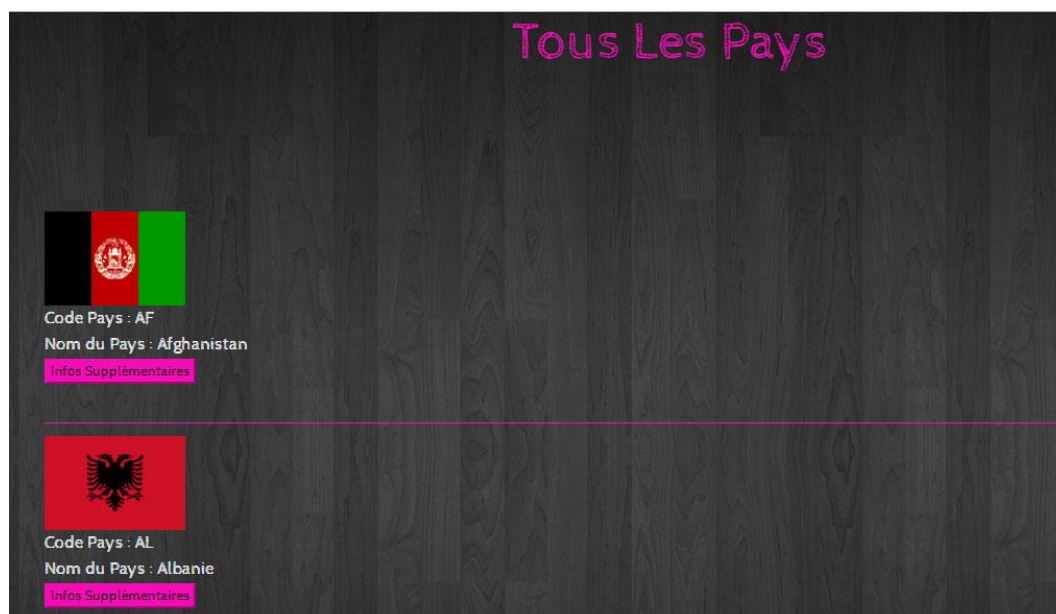 Tous Les Pays
Code Pays : AF
Nom du Pays : Afghanistan
Infos Supplémentaires
Code Pays : AL
Nom du Pays : Albanie
Infos Supplémentaires